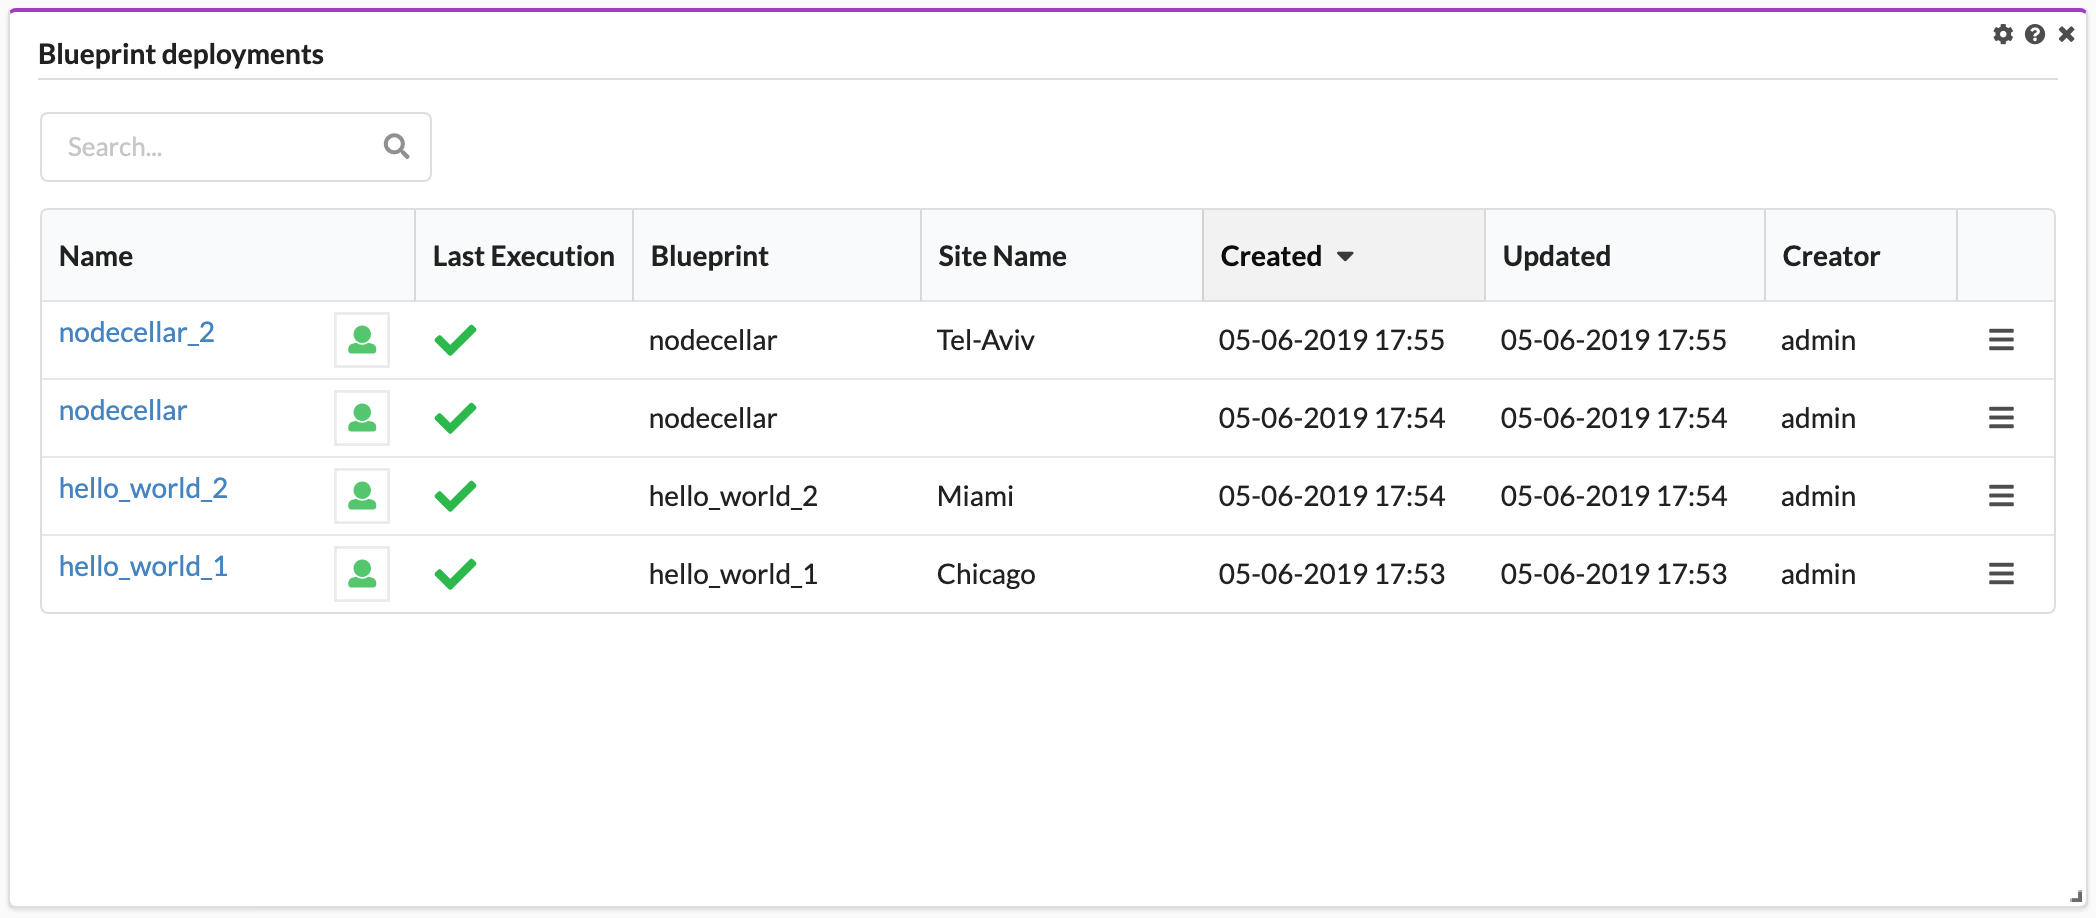 Blueprint deployments
Search...
Name Last Execution Blueprint Site Name Created Updated Creator
nodecellar_2 nodecellar Tel-Aviv 05-06-2019 17:55 05-06-2019 17:55 admin
nodecellar nodecellar 05-06-2019 17:54 05-06-2019 17:54 admin
hello_world_2 hello_world_2 Miami 05-06-2019 17:54 05-06-2019 17:54 admin
hello_world_1 hello_world_1 Chicago 05-06-2019 17:53 05-06-2019 17:53 admin